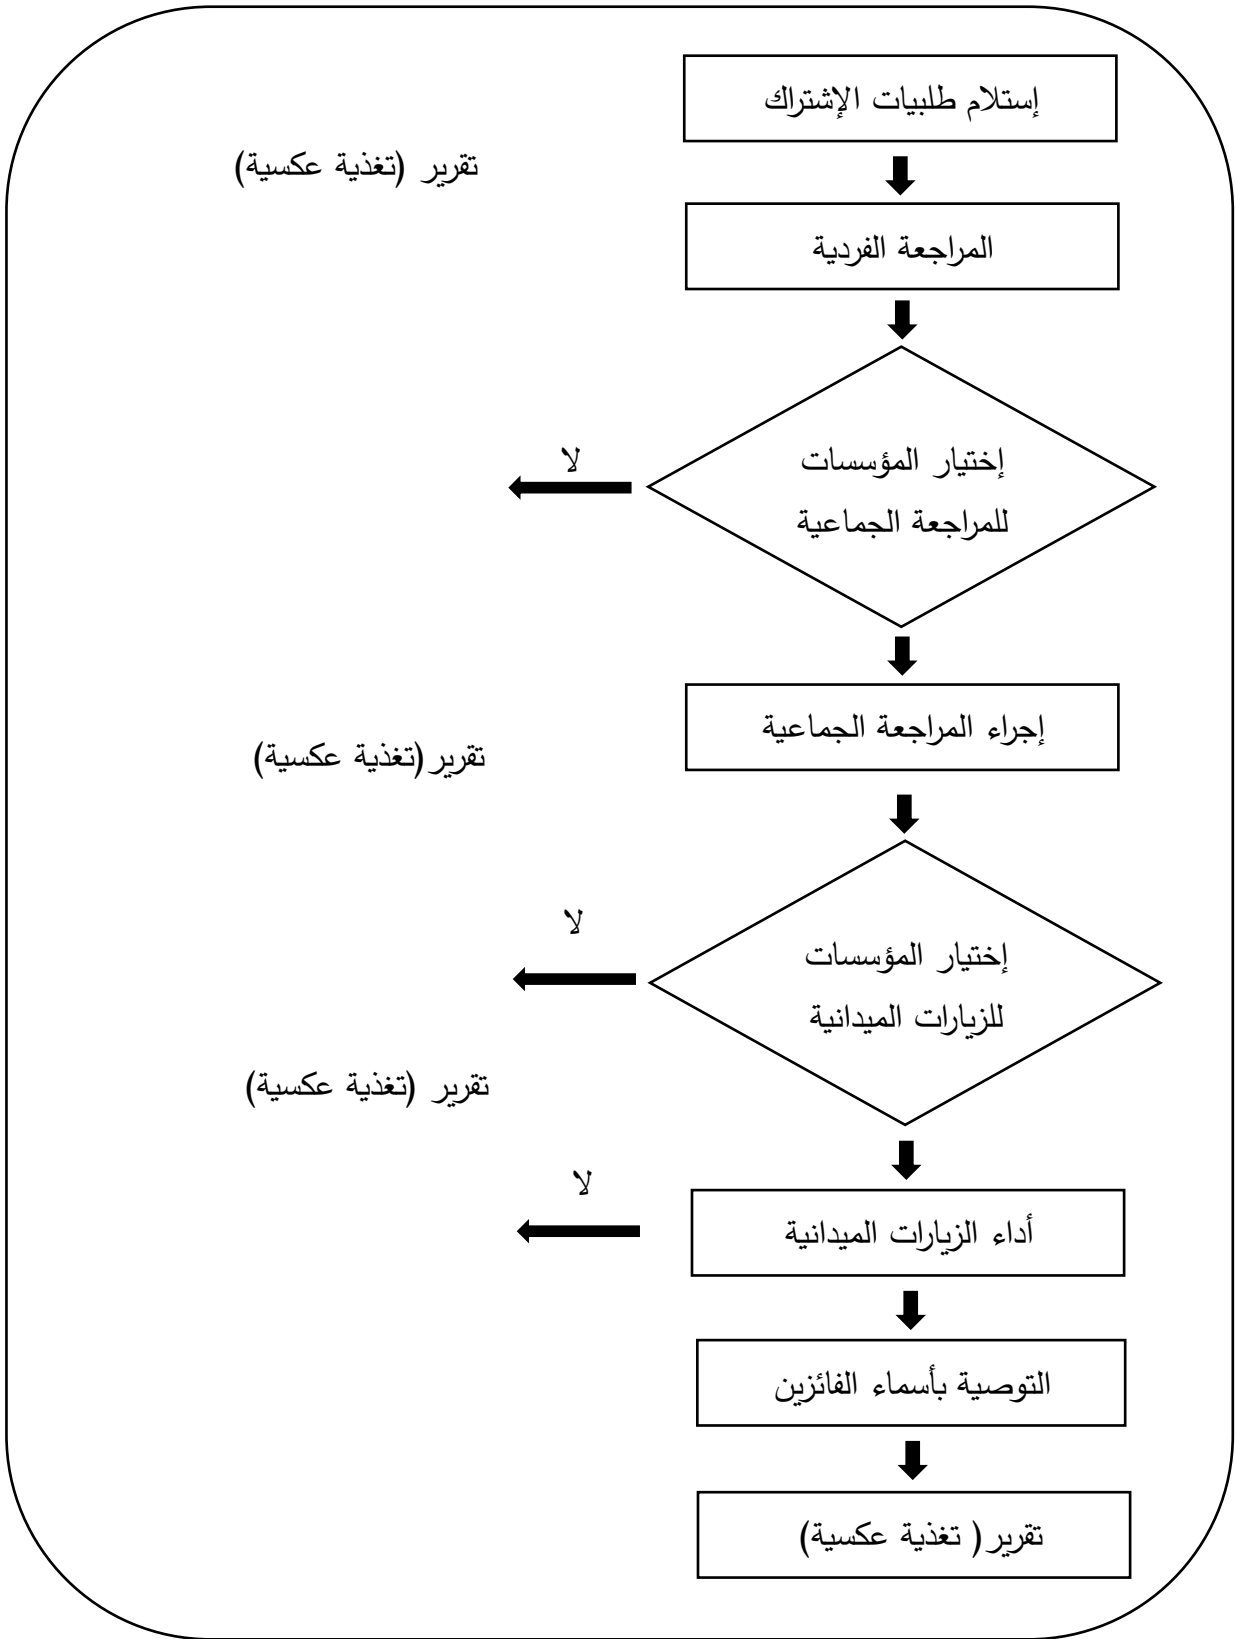 إستلام طلبيات الإشتراك
تقرير (تغذية عكسية)
المراجعة الفردية
إختيار المؤسسات
للمراجعة الجماعية
لا
إجراء المراجعة الجماعية
تقرير(تغذية عكسية)
إختيار المؤسسات
للزيارات الميدانية
لا
تقرير (تغذية عكسية)
أداء الزيارات الميدانية
لا
التوصية بأسماء الفائزين
تقرير( تغذية عكسية)